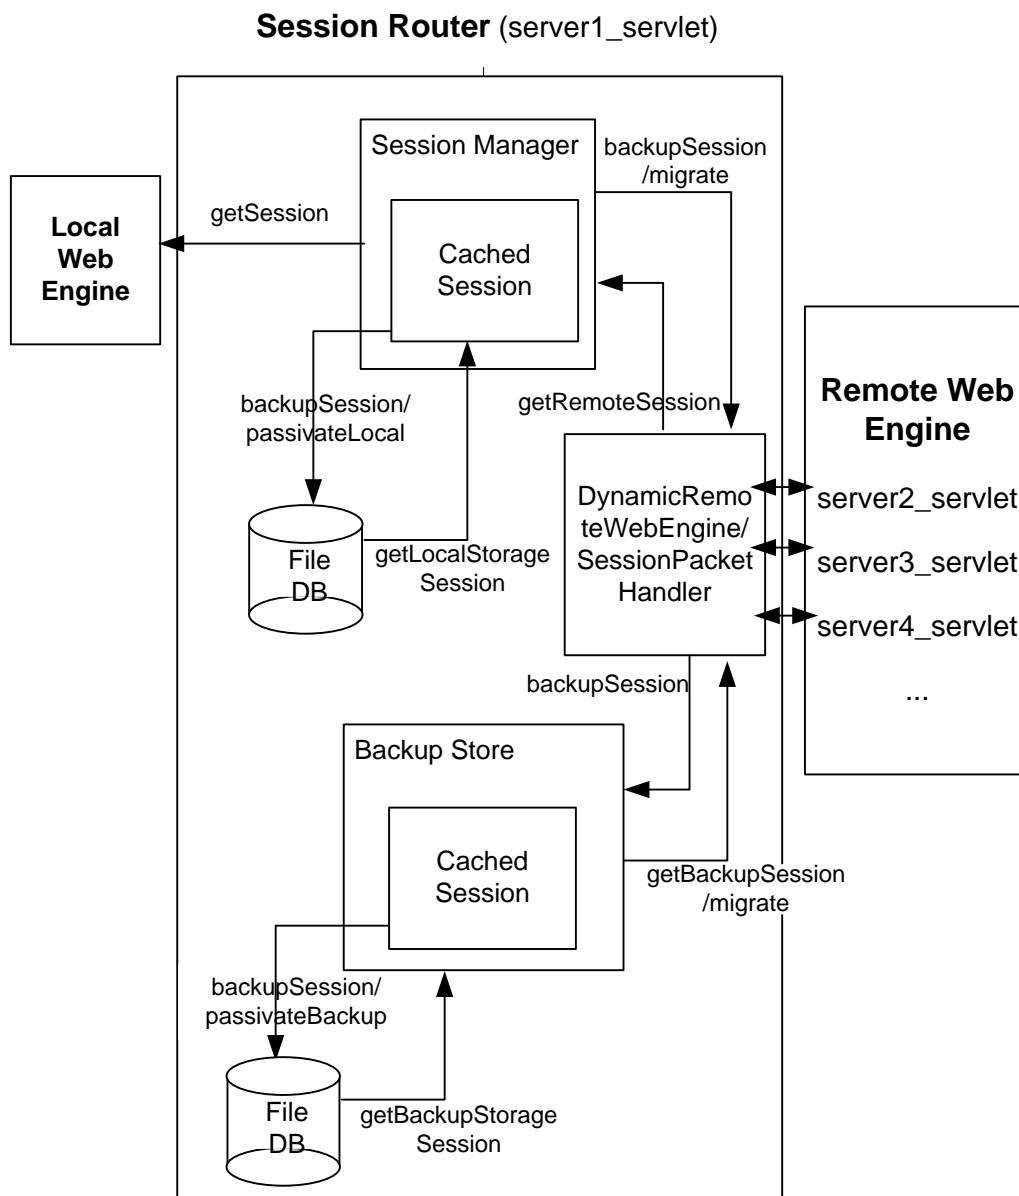 Session Router (server1_servlet)
Session Manager
backupSession
/migrate
getSession
Local
Web
Engine
Cached
Session
backupSession/
passivateLocal
getRemoteSession
Remote Web
Engine
DynamicRemo
teWebEngine/
SessionPacket
Handler
server2_servlet
server3_servlet
server4_servlet
...
File
DB
getLocalStorage
Session
backupSession
Backup Store
Cached
Session
getBackupSession
/migrate
backupSession/
passivateBackup
File
DB
getBackupStorage
Session